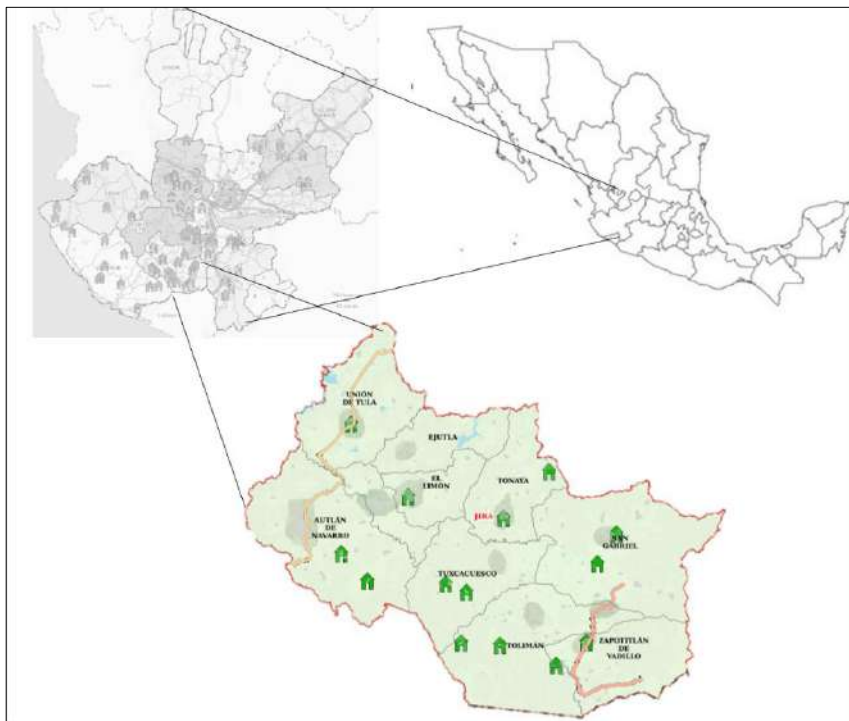 UNIÓN
DE TULA
EJUTLA
EL
LIMÓN
TONAYA
JIRA
AUTLÁN
DE
NAVARRO
SAN
GABRIEL
TUXCACUESCO
TOLIMÁN
ZAPOTITLÁN
DE
VADILLO